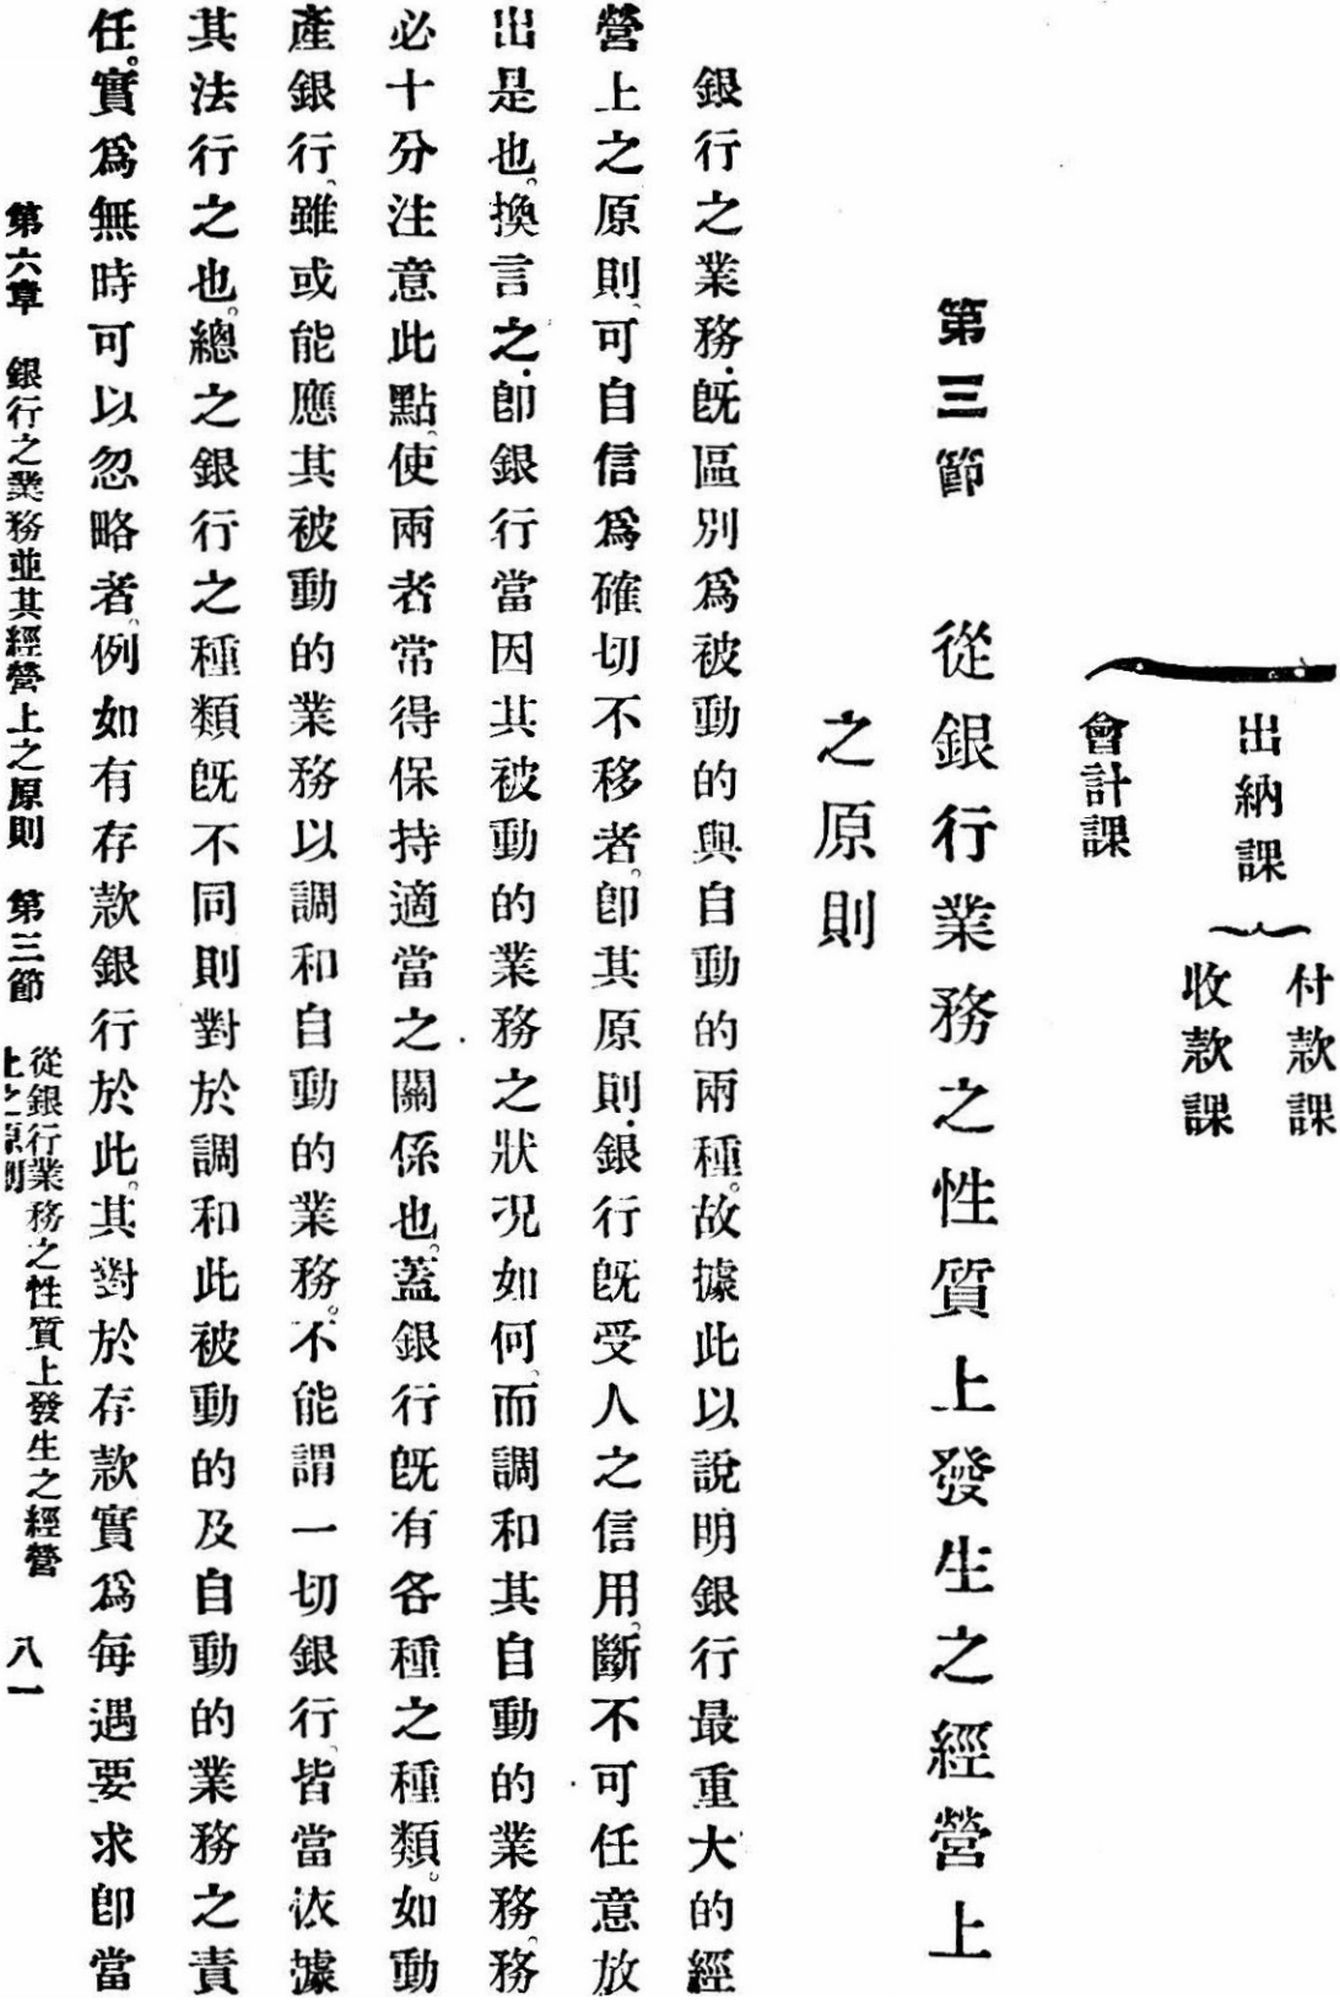 出納課
付款課
收款課
會計課
第三節 從銀行業務之性質上發生之經營上
之原則
銀行之業務.旣區別爲被動的與自動的兩種。故據此以說明銀行最重大的經
營上之原則、可自信爲確切不移者。卽其原則.銀行旣受人之信用、斷不可任意放
出是也。換言之.卽銀行當因其被動的業務之狀況如何、而調和其自動的業務。務
必十分注意此點、使兩者常得保持適當之關係也。蓋銀行旣有各種之種類。如動
產銀行、雖或能應其被動的業務以調和自動的業務。不能謂一切銀行、皆當依據
其法行之也。總之銀行之種類旣不同則對於調和此被動的及自動的業務之責
任。實爲無時可以忽略者。例如有存款銀行於此。其對於存款實爲每遇要求卽當
第六章 銀行之業務並其經營上之原則 第三節 從銀行業務之性質上發生之經營
上之原則
八一